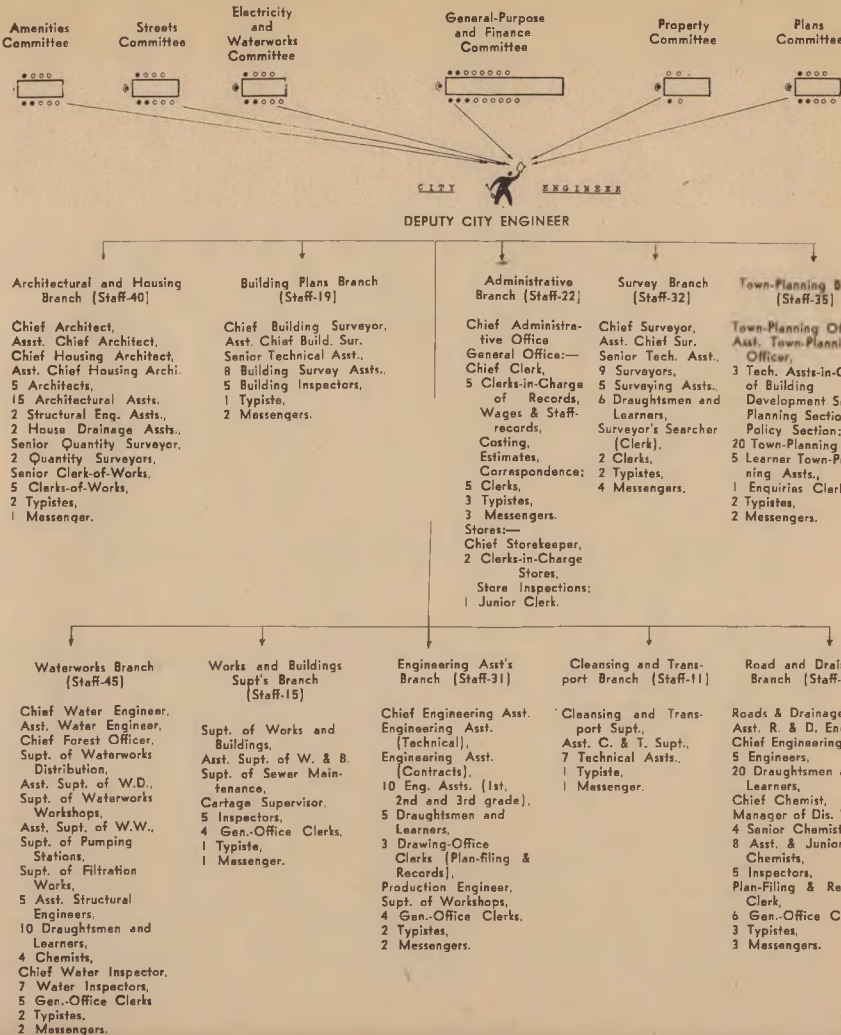 Amenities
Committee
Streets
Committee
Electricity
and
Waterworks
Committee
General-Purpose
and Finance
Committee
Property
Committee
Plans
Committee
CITY ENGINEER
DEPUTY CITY ENGINEER
Architectural and Housing
Branch (Staff-40)
Chief Architect,
Assst. Chief Architect,
Chief Housing Architect,
Asst. Chief Housing Archi-
5 Architects,
15 Architectural Assts.
2 Structural Eng. Assts.,
2 House Drainage Assts.,
Senior Quantity Surveyor,
2 Quantity Surveyors,
Senior Clerk-of-Works,
5 Clerks-of-Works,
2 Typistes,
1 Messenger.
Building Plans Branch
(Staff-19)
Chief Building Surveyor,
Asst. Chief Build. Sur.
Senior Technical Asst.,
8 Building Survey Assts.,
5 Building Inspectors,
1 Typiste,
2 Messengers.
Administrative
Branch (Staff-22)
Chief Administra-
tive Office
General Office:—
Chief Clerk,
5 Clerks-in-Charge
of Records,
Wages & Staff-
records,
Costing,
Estimates,
Correspondence;
5 Clerks,
3 Typistes,
3 Messengers.
Stores:—
Chief Storekeeper,
2 Clerks-in-Charge
Stores,
Store Inspections;
1 Junior Clerk.
Survey Branch
(Staff-32)
Chief Surveyor,
Asst. Chief Sur.
Senior Tech. Asst.,
9 Surveyors,
5 Surveying Assts.,
6 Draughtsmen and
Learners,
Surveyor's Searcher
(Clerk),
2 Clerks,
2 Typistes,
4 Messengers.
Town-Planning B
(Staff-35)
Town-Planning Of
Asst. Town-Planni
Officer,
3 Tech. Assts-in-C
of Building
Development Se
Planning Sectio
Policy Section;
20 Town-Planning
5 Learner Town-P
ning Assts.,
1 Enquiries Cler
2 Typistes,
2 Messengers.
Waterworks Branch
(Staff-45)
Chief Water Engineer,
Asst. Water Engineer,
Chief Forest Officer,
Supt. of Waterworks
Distribution,
Asst. Supt. of W.D.,
Supt. of Waterworks
Workshops,
Asst. Supt. of W.W.,
Supt. of Pumping
Stations,
Supt. of Filtration
Works,
5 Asst. Structural
Engineers,
10 Draughtsmen and
Learners,
4 Chemists,
Chief Water Inspector,
7 Water Inspectors,
5 Gen.-Office Clerks
2 Typistes,
2 Messengers.
Works and Buildings
Supt's Branch
(Staff-15)
Supt. of Works and
Buildings,
Asst. Supt. of W. & B.
Supt. of Sewer Main-
tenance,
Cartage Supervisor,
5 Inspectors,
4 Gen.-Office Clerks,
1 Typiste,
1 Messenger.
Engineering Asst's
Branch (Staff-31)
Chief Engineering Asst.
Engineering Asst.
(Technical),
Engineering Asst.
(Contracts),
10 Eng. Assts. (1st,
2nd and 3rd grade),
5 Draughtsmen and
Learners,
3 Drawing-Office
Clerks (Plan-filing &
Records),
Production Engineer,
Supt. of Workshops,
4 Gen.-Office Clerks,
2 Typistes,
2 Messengers.
Cleansing and Trans-
port Branch (Staff-11)
Cleansing and Trans-
port Supt.,
Asst. C. & T. Supt.,
7 Technical Assts.,
1 Typiste,
1 Messenger.
Road and Drai
Branch (Staff-
Roads & Drainage
Asst. R. & D. En
Chief Engineering
5 Engineers,
20 Draughtsmen
Learners,
Chief Chemist,
Manager of Dis.
4 Senior Chemist
8 Asst. & Junior
Chemists,
5 Inspectors,
Plan-Filing & Re
Clerk,
6 Gen.-Office C
3 Typistes,
3 Messengers.